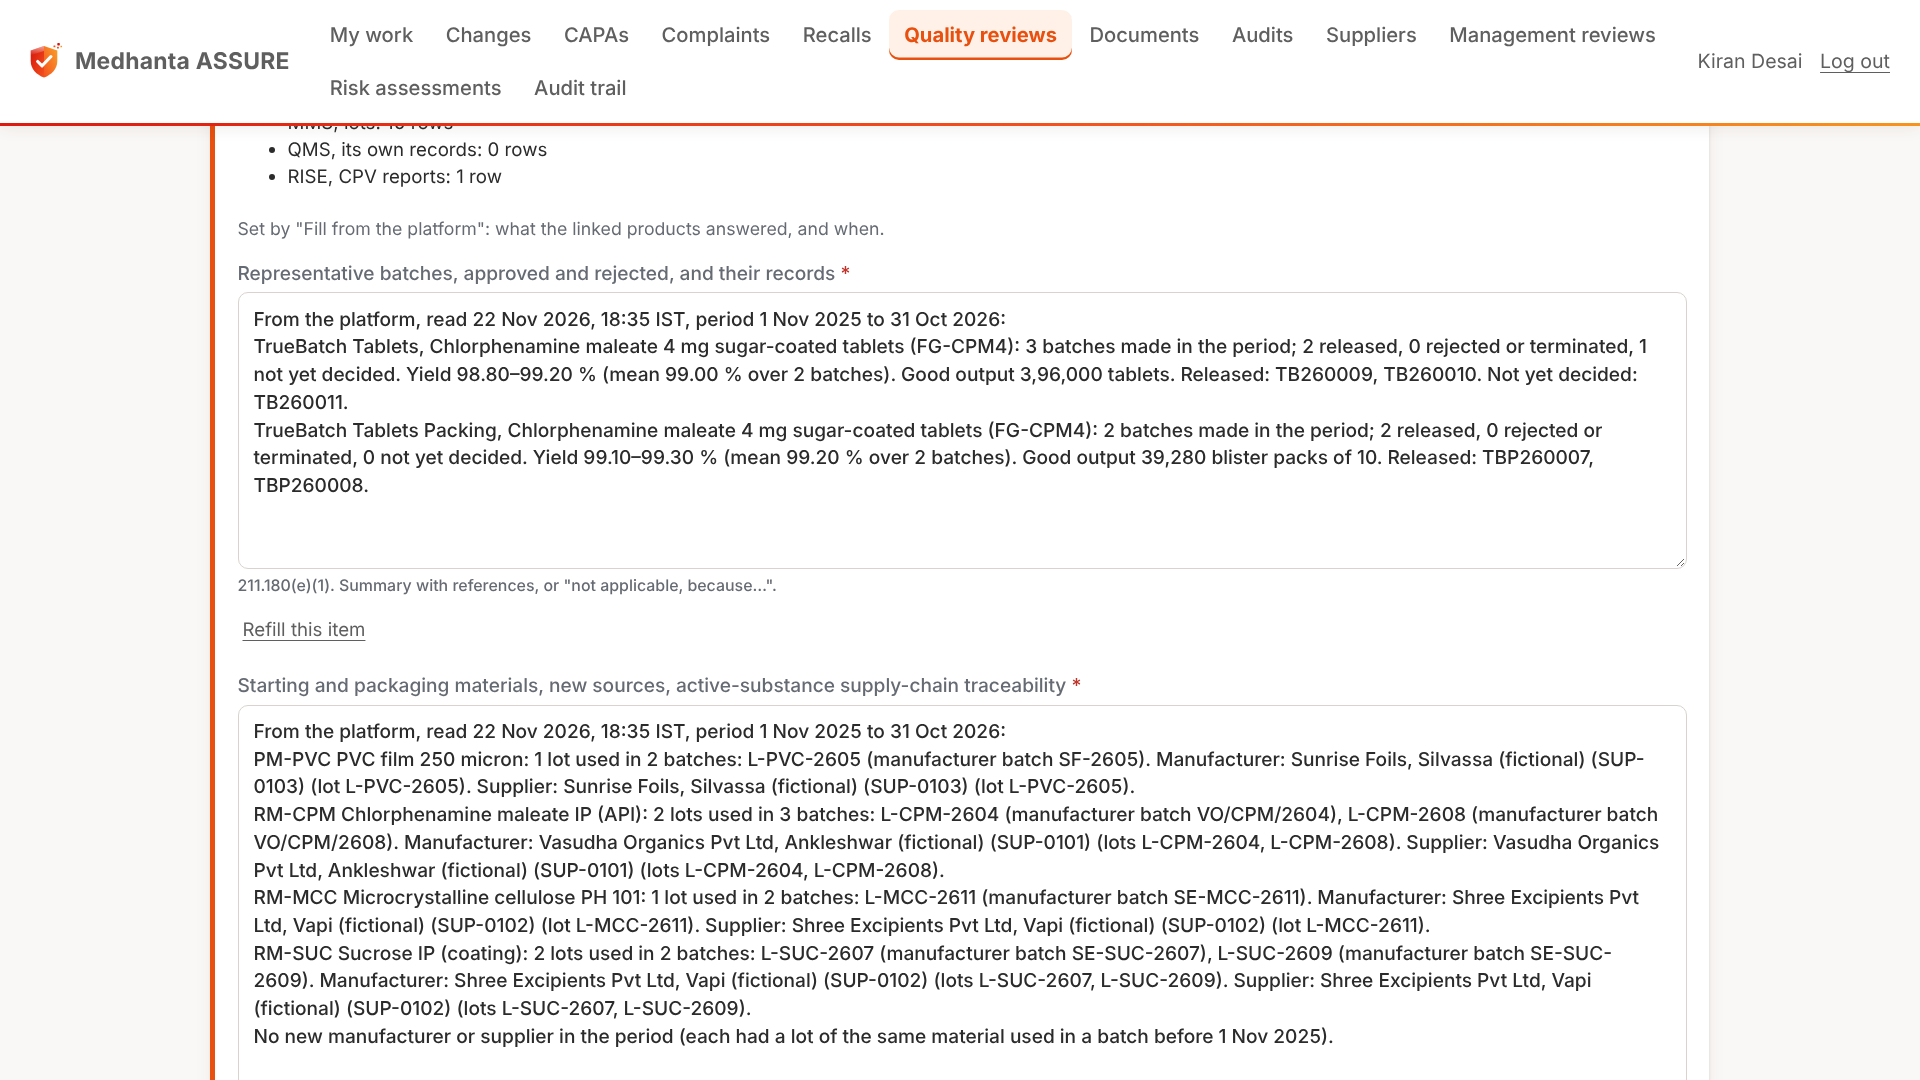 Medhanta ASSURE
My work
Changes
CAPAs
Complaints
Recalls
Quality reviews
Documents
Audits
Suppliers
Management reviews
Risk assessments
Audit trail
Kiran Desai
Log out
QMS, its own records: 0 rows
RISE, CPV reports: 1 row
Set by "Fill from the platform": what the linked products answered, and when.
Representative batches, approved and rejected, and their records *
From the platform, read 22 Nov 2026, 18:35 IST, period 1 Nov 2025 to 31 Oct 2026:
TrueBatch Tablets, Chlorphenamine maleate 4 mg sugar-coated tablets (FG-CPM4): 3 batches made in the period; 2 released, 0 rejected or terminated, 1
not yet decided. Yield 98.80–99.20 % (mean 99.00 % over 2 batches). Good output 3,96,000 tablets. Released: TB260009, TB260010. Not yet decided:
TB260011.
TrueBatch Tablets Packing, Chlorphenamine maleate 4 mg sugar-coated tablets (FG-CPM4): 2 batches made in the period; 2 released, 0 rejected or
terminated, 0 not yet decided. Yield 99.10–99.30 % (mean 99.20 % over 2 batches). Good output 39,280 blister packs of 10. Released: TBP260007,
TBP260008.
211.180(e)(1). Summary with references, or "not applicable, because...".
Refill this item
Starting and packaging materials, new sources, active-substance supply-chain traceability *
From the platform, read 22 Nov 2026, 18:35 IST, period 1 Nov 2025 to 31 Oct 2026:
PM-PVC PVC film 250 micron: 1 lot used in 2 batches: L-PVC-2605 (manufacturer batch SF-2605). Manufacturer: Sunrise Foils, Silvassa (fictional) (SUP-
0103) (lot L-PVC-2605). Supplier: Sunrise Foils, Silvassa (fictional) (SUP-0103) (lot L-PVC-2605).
RM-CPM Chlorphenamine maleate IP (API): 2 lots used in 3 batches: L-CPM-2604 (manufacturer batch VO/CPM/2604), L-CPM-2608 (manufacturer batch
VO/CPM/2608). Manufacturer: Vasudha Organics Pvt Ltd, Ankleshwar (fictional) (SUP-0101) (lots L-CPM-2604, L-CPM-2608). Supplier: Vasudha Organics
Pvt Ltd, Ankleshwar (fictional) (SUP-0101) (lots L-CPM-2604, L-CPM-2608).
RM-MCC Microcrystalline cellulose PH 101: 1 lot used in 2 batches: L-MCC-2611 (manufacturer batch SE-MCC-2611). Manufacturer: Shree Excipients Pvt
Ltd, Vapi (fictional) (SUP-0102) (lot L-MCC-2611). Supplier: Shree Excipients Pvt Ltd, Vapi (fictional) (SUP-0102) (lot L-MCC-2611).
RM-SUC Sucrose IP (coating): 2 lots used in 2 batches: L-SUC-2607 (manufacturer batch SE-SUC-2607), L-SUC-2609 (manufacturer batch SE-SUC-
2609). Manufacturer: Shree Excipients Pvt Ltd, Vapi (fictional) (SUP-0102) (lots L-SUC-2607, L-SUC-2609). Supplier: Shree Excipients Pvt Ltd, Vapi
(fictional) (SUP-0102) (lots L-SUC-2607, L-SUC-2609).
No new manufacturer or supplier in the period (each had a lot of the same material used in a batch before 1 Nov 2025).